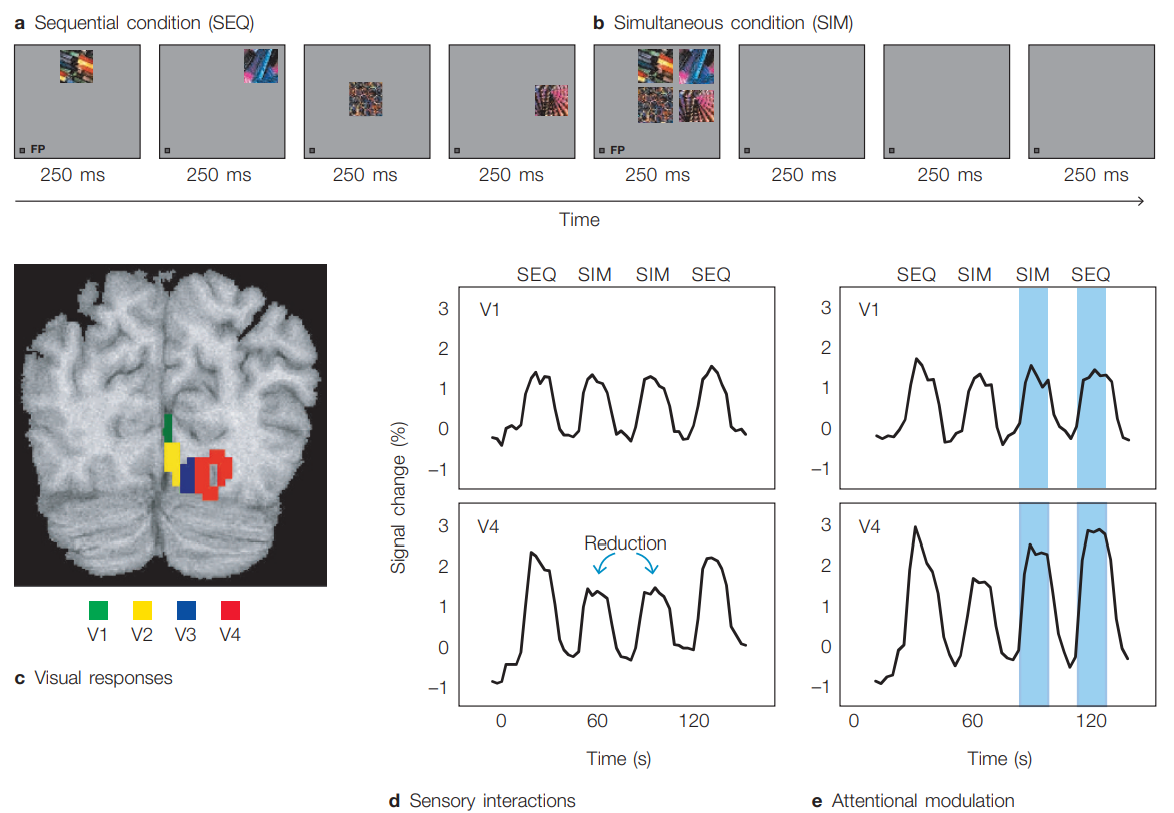 a Sequential condition (SEQ)
b Simultaneous condition (SIM)
FP
FP
250 ms 250 ms 250 ms 250 ms 250 ms 250 ms 250 ms 250 ms
Time
V1 V2 V3 V4
c Visual responses
SEQ SIM SIM SEQ
V1
3
2
1
0
−1
Signal change (%)
V4
Reduction
3
2
1
0
−1
0 60 120
Time (s)
d Sensory interactions
SEQ SIM SIM SEQ
V1
3
2
1
0
−1
V4
3
2
1
0
−1
0 60 120
Time (s)
e Attentional modulation